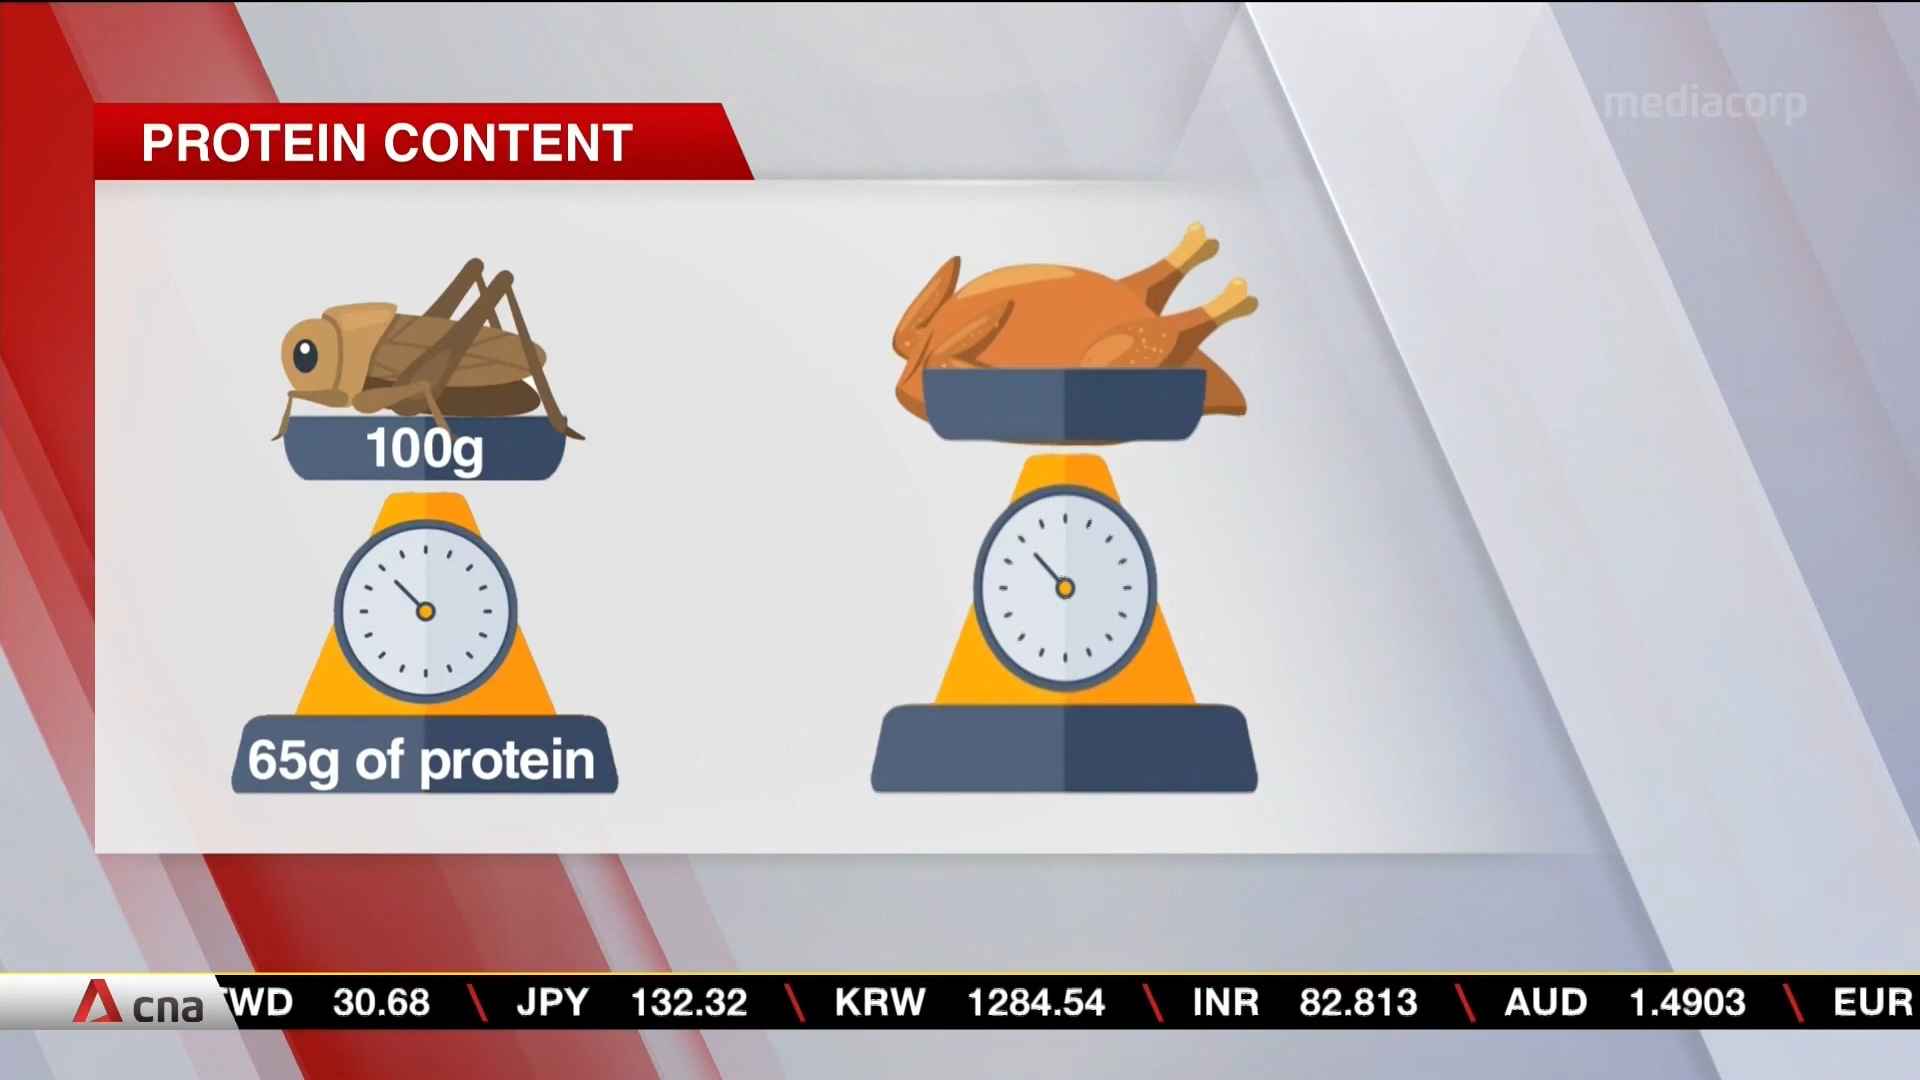 mediacorp
PROTEIN CONTENT
100g
65g of protein
cna TWD 30.68 \ JPY 132.32 \ KRW 1284.54 \ INR 82.813 \ AUD 1.4903 \ EUR